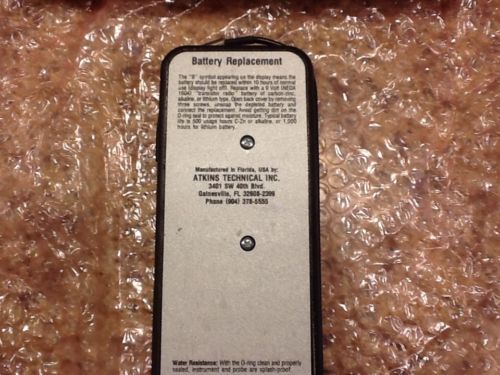 Battery Replacement
The "B" symbol appearing on the display means the
battery should be replaced within 10 hours of normal
use (display light off). Replace with a 9 Volt (NEDA
1604) "transistor radio" battery of carbon-zinc,
alkaline, or lithium type. Open back cover by removing
three screws, unsnap the depleted battery and
connect the replacement. Avoid getting dirt on the
O-ring seal to protect against moisture. Typical battery
life is 500 usage hours C-Zn or alkaline, or 1,000
hours for lithium battery.
Manufactured in Florida, USA by:
ATKINS TECHNICAL INC.
3401 SW 40th Blvd.
Gainesville, FL 32608-2399
Phone (904) 378-5555
Water Resistance: With the O-ring clean and properly
seated, instrument and probe are splash-proof.